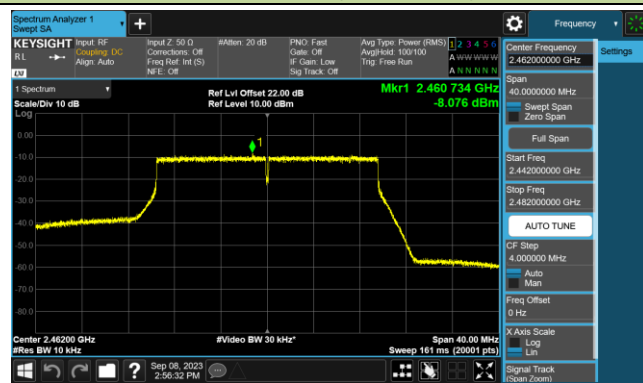 Spectrum Analyzer 1
Swept SA
+
Frequency
KEYSIGHT
Input: RF
Input Z: 50 Ω
#Atten: 20 dB
PNO: Fast
Avg Type: Power (RMS)
1 2 3 4 5 6
RL
Coupling: DC
Corrections: Off
Gate: Off
Avg|Hold: 100/100
A W W W W W
Align: Auto
Freq Ref: Int (S)
IF Gain: Low
Trig: Free Run
NFE: Off
Sig Track: Off
A N N N N N
LXI
1 Spectrum
Ref Lvl Offset 22.00 dB
Mkr1 2.460 734 GHz
Scale/Div 10 dB
Ref Level 10.00 dBm
-8.076 dBm
Log
1
0.00
-10.0
-20.0
-30.0
-40.0
-50.0
-60.0
-70.0
-80.0
Center 2.46200 GHz
#Video BW 30 kHz*
Span 40.00 MHz
#Res BW 10 kHz
Sweep 161 ms (20001 pts)
?
Sep 08, 2023
2:56:32 PM
Center Frequency
2.462000000 GHz
Settings
Span
40.0000000 MHz
Swept Span
Zero Span
Full Span
Start Freq
2.442000000 GHz
Stop Freq
2.482000000 GHz
AUTO TUNE
CF Step
4.000000 MHz
Auto
Man
Freq Offset
0 Hz
X Axis Scale
Log
Lin
Signal Track
(Span Zoom)